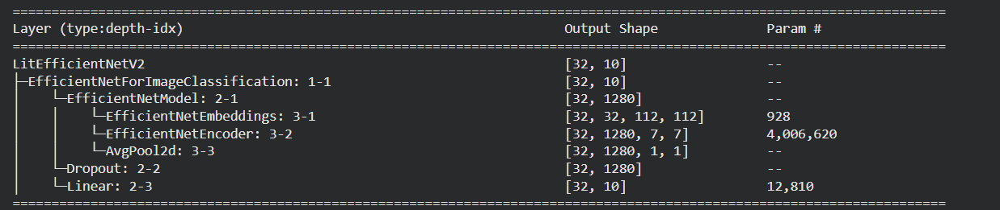 ==========================================================================================
Layer (type:depth-idx)                                                 Output Shape              Param #
==========================================================================================
LitEfficientNetV2                                                      [32, 10]                  --
├─EfficientNetForImageClassification: 1-1                              [32, 10]                  --
│    └─EfficientNetModel: 2-1                                          [32, 1280]                --
│    │    └─EfficientNetEmbeddings: 3-1                                [32, 32, 112, 112]        928
│    │    └─EfficientNetEncoder: 3-2                                   [32, 1280, 7, 7]          4,006,620
│    │    └─AvgPool2d: 3-3                                             [32, 1280, 1, 1]          --
│    └─Dropout: 2-2                                                    [32, 1280]                --
│    └─Linear: 2-3                                                     [32, 10]                  12,810
==========================================================================================